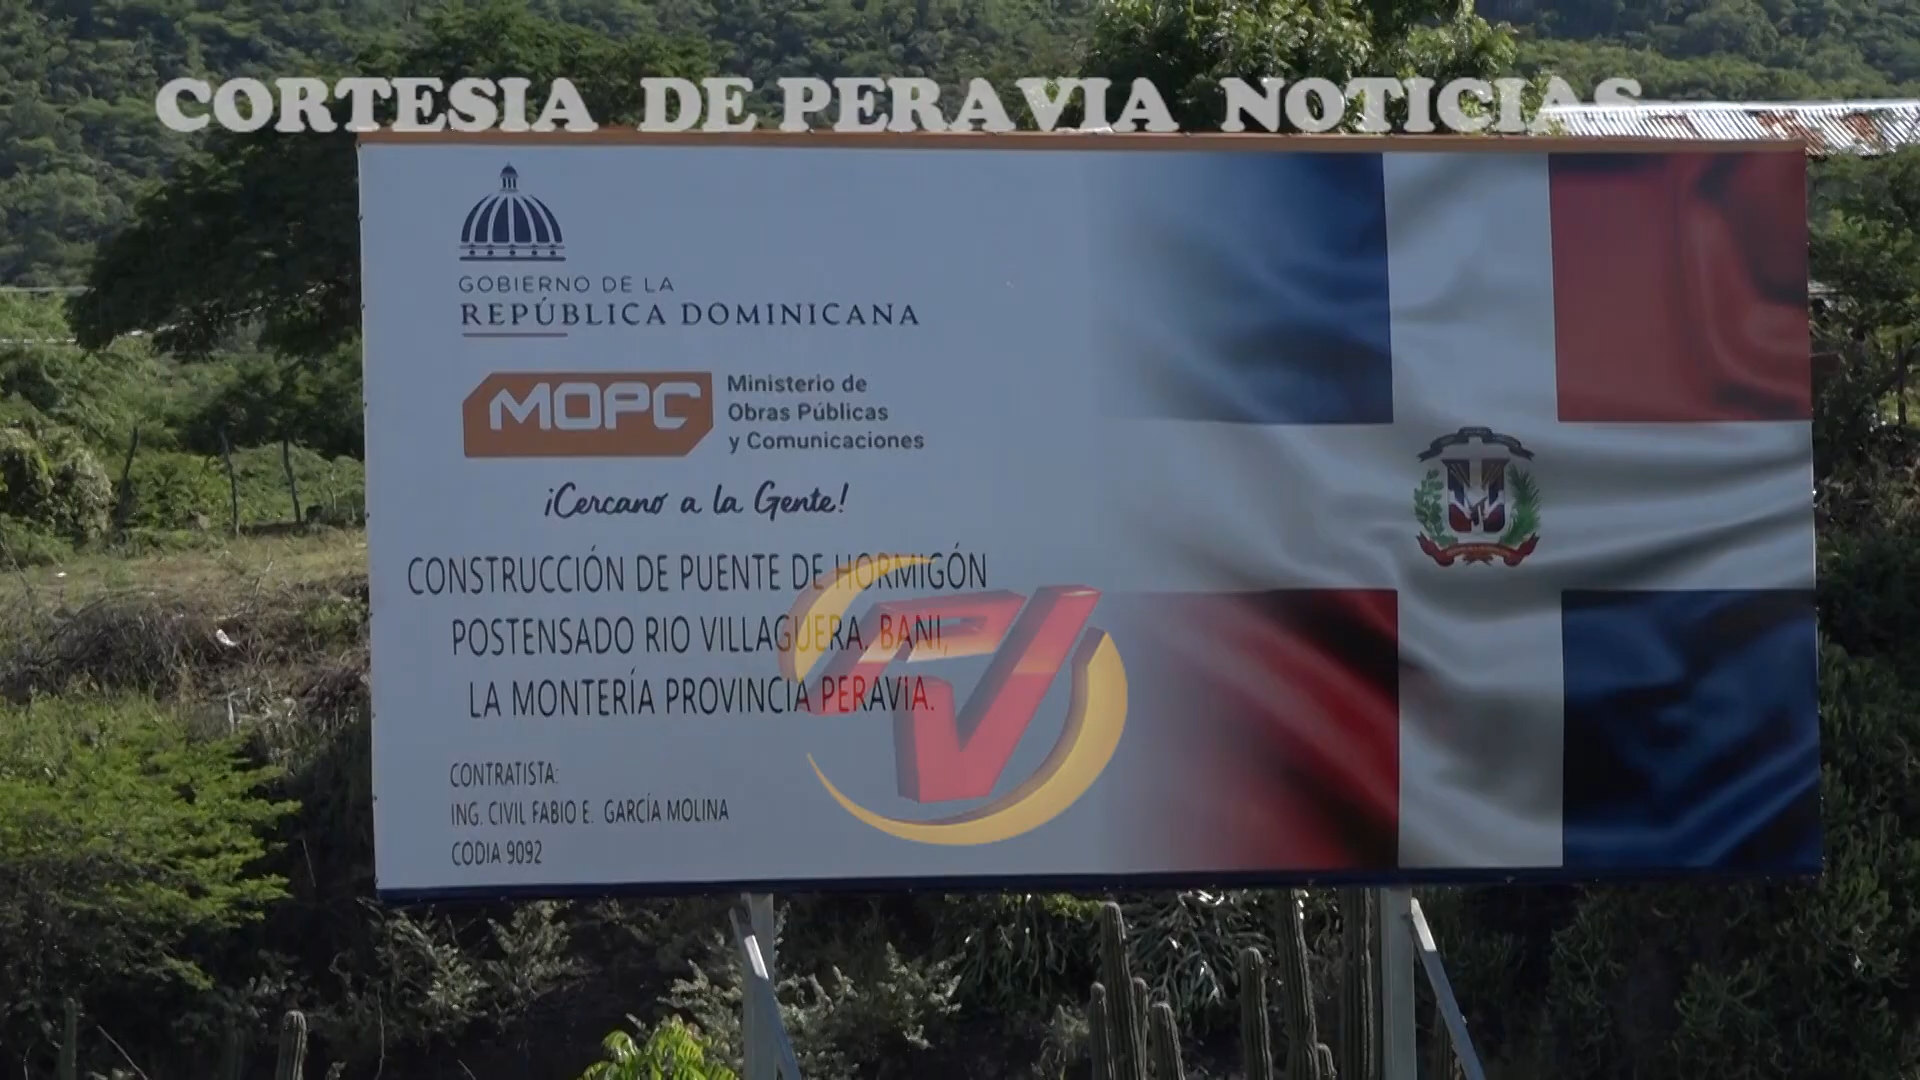 CORTESIA DE PERAVIA NOTICIAS
GOBIERNO DE LA
REPÚBLICA DOMINICANA
MOPC
Ministerio de
Obras Públicas
y Comunicaciones
¡Cercano a la Gente!
CONSTRUCCIÓN DE PUENTE DE HORMIGÓN
POSTENSADO RIO VILLAGUERA, BANI,
LA MONTERÍA PROVINCIA PERAVIA.
CONTRATISTA:
ING. CIVIL FABIO E. GARCÍA MOLINA
CODIA 9092